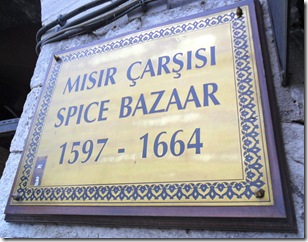 MISIR ÇARŞISI
SPICE BAZAAR
1597 - 1664